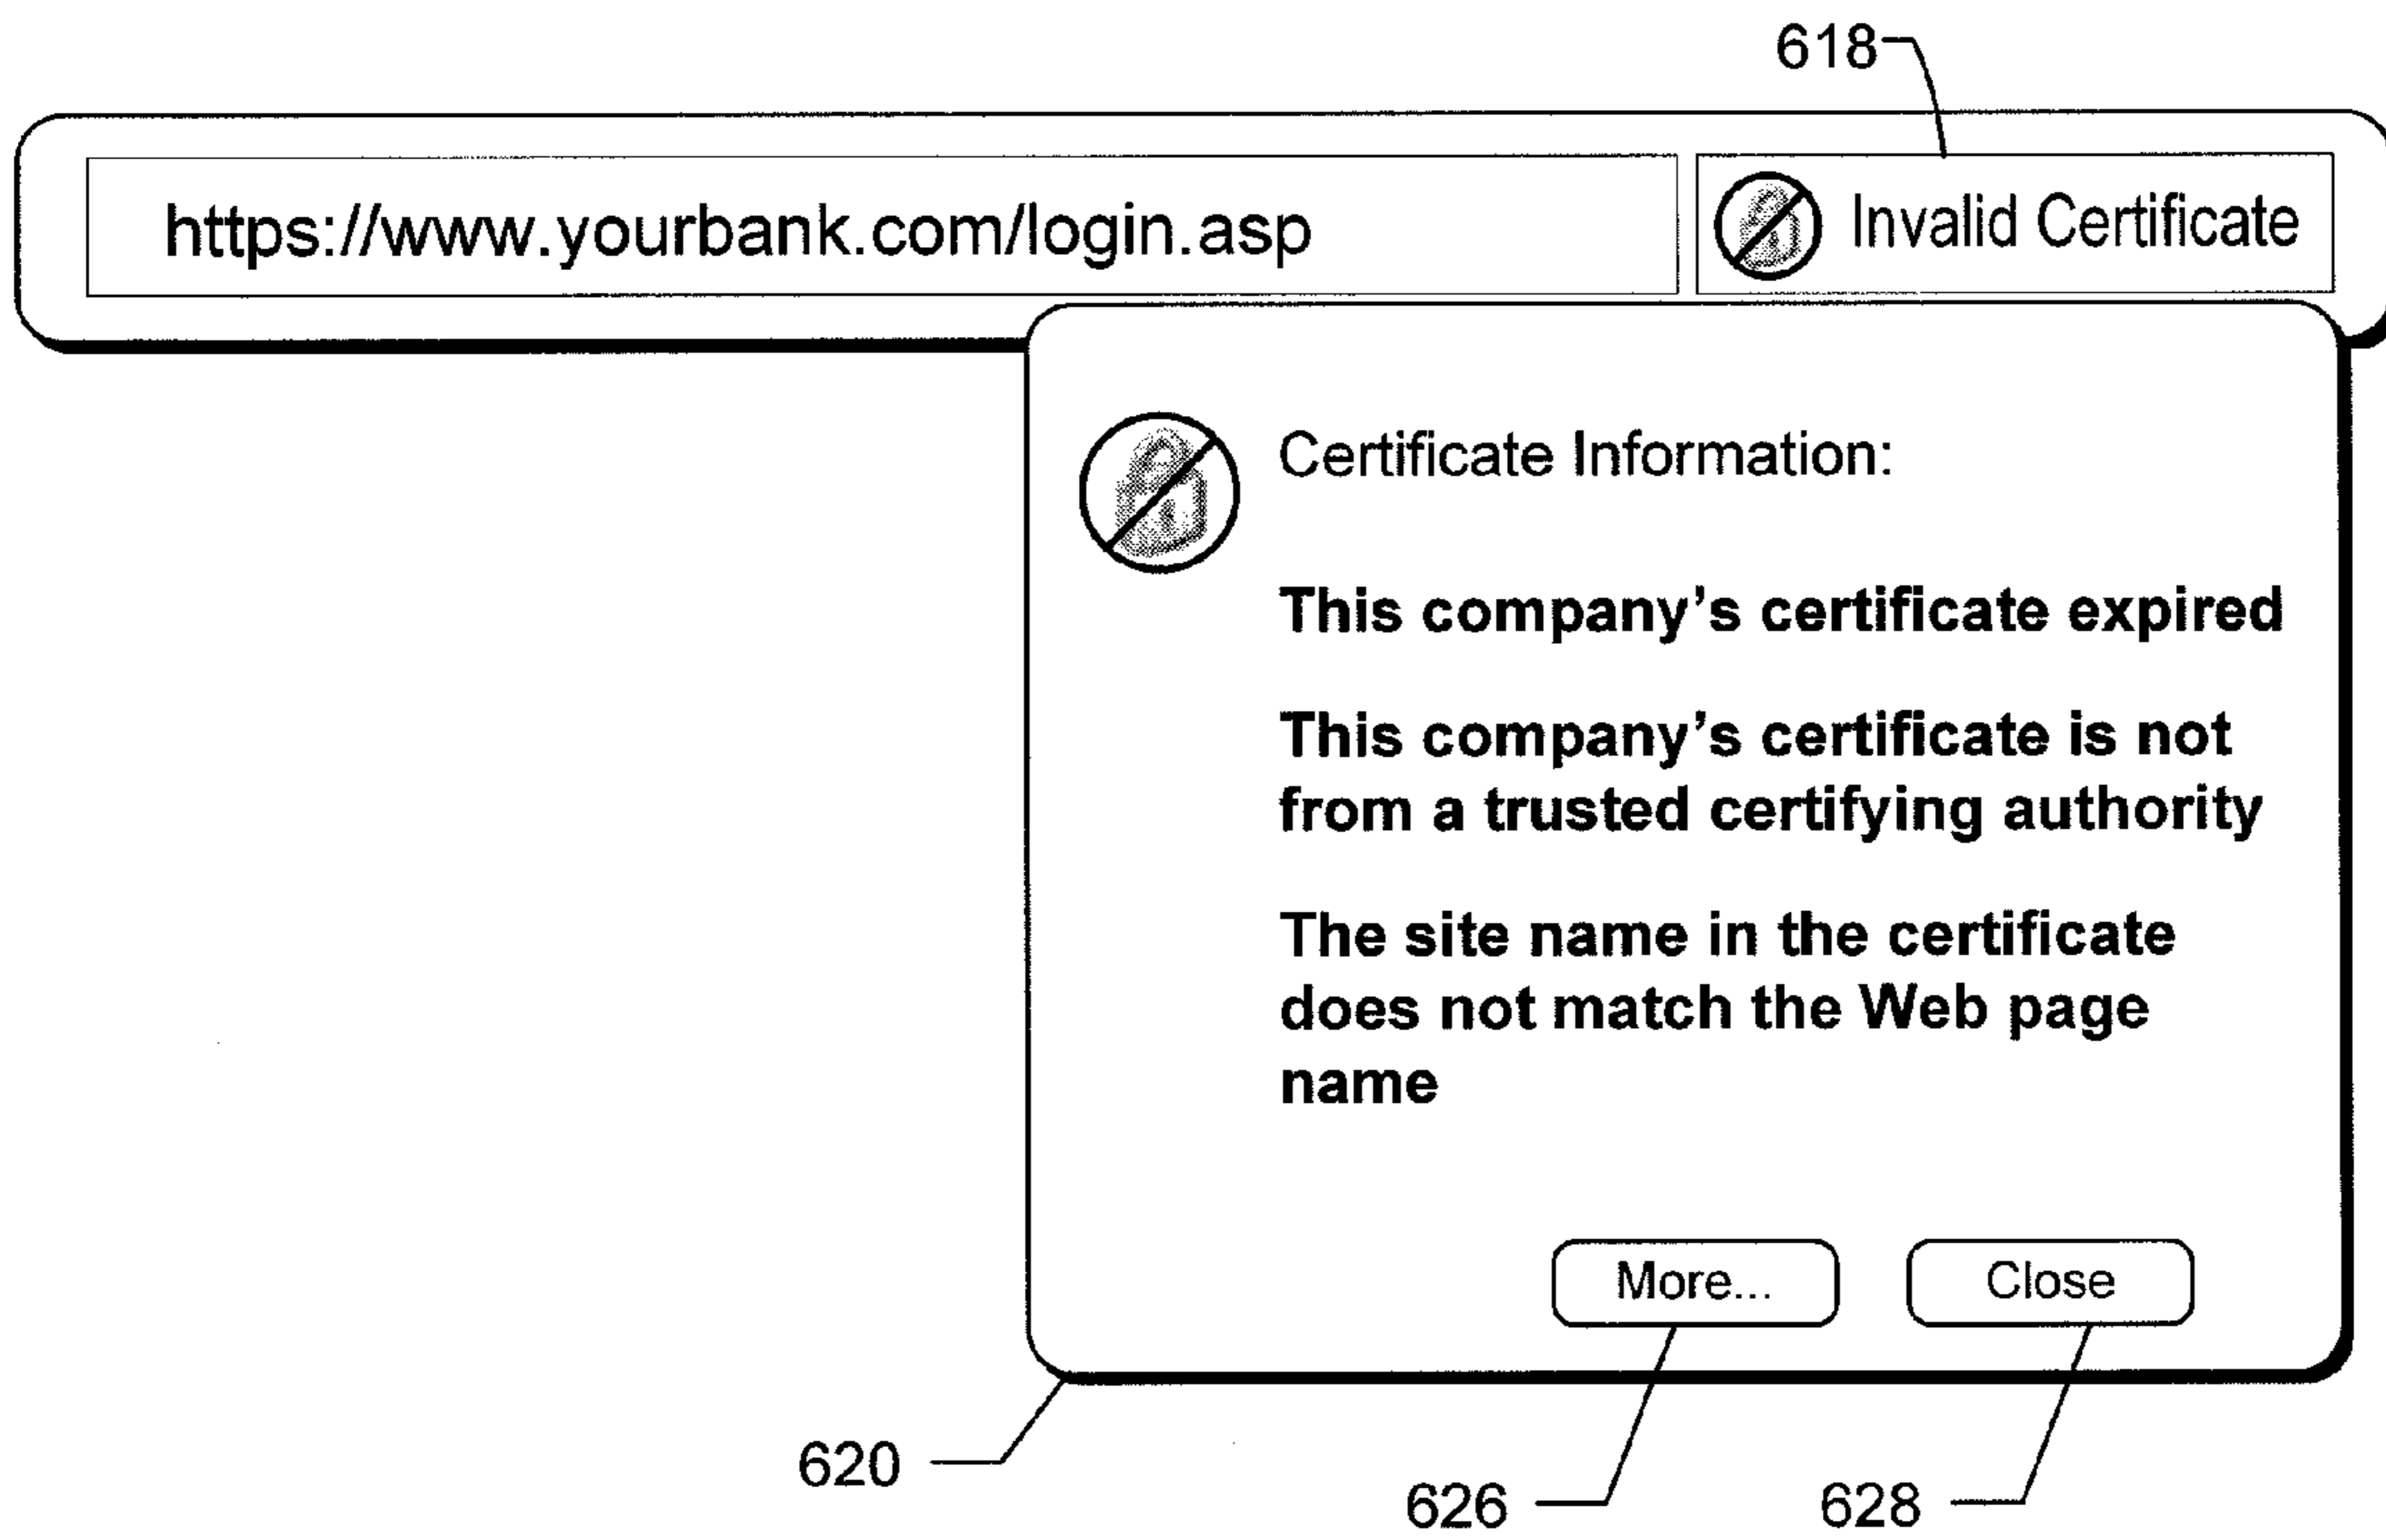 618
https://www.yourbank.com/login.asp
Invalid Certificate
Certificate Information:
This company's certificate expired
This company's certificate is not
from a trusted certifying authority
The site name in the certificate
does not match the Web page
name
More...
Close
620
626
628